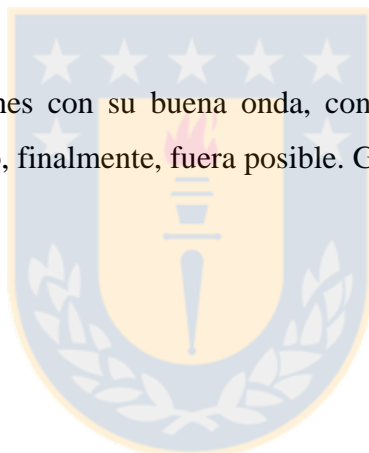 nes con su buena onda, con
, finalmente, fuera posible. G